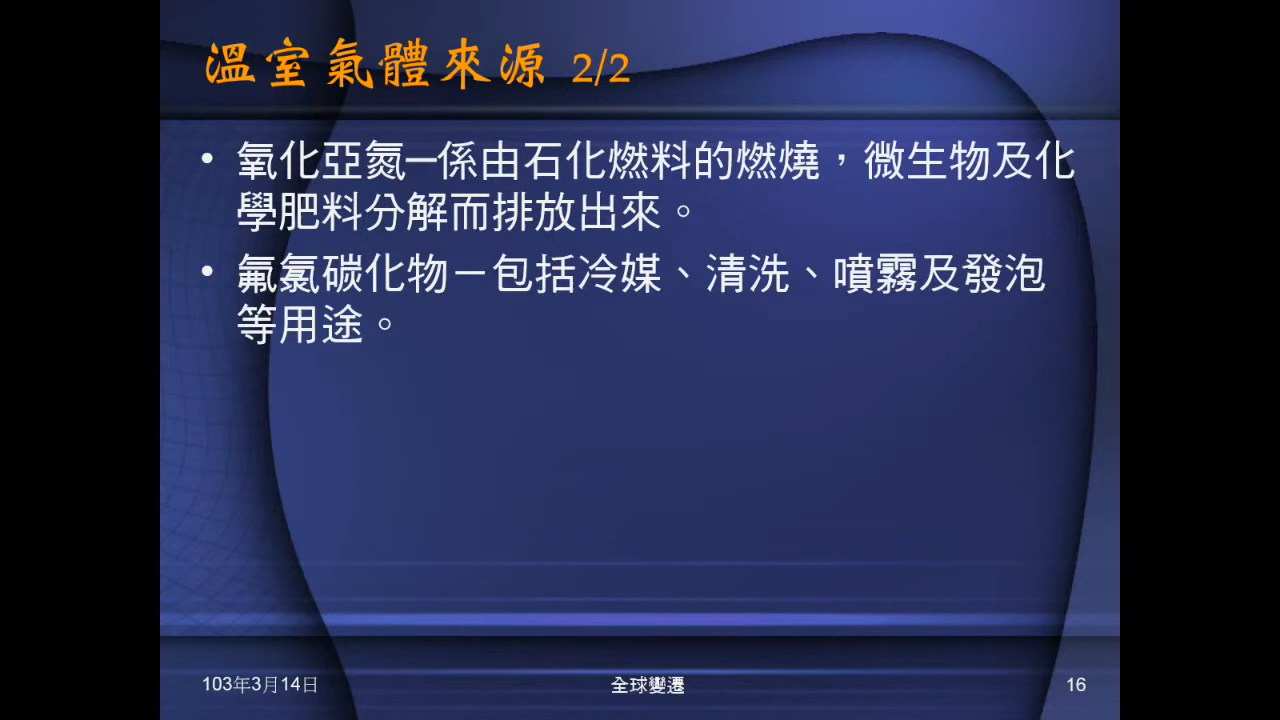 溫室氣體來源 2/2
• 氧化亞氮─係由石化燃料的燃燒，微生物及化
學肥料分解而排放出來。
• 氟氯碳化物－包括冷媒、清洗、噴霧及發泡
等用途。
103年3月14日
全球變遷
16